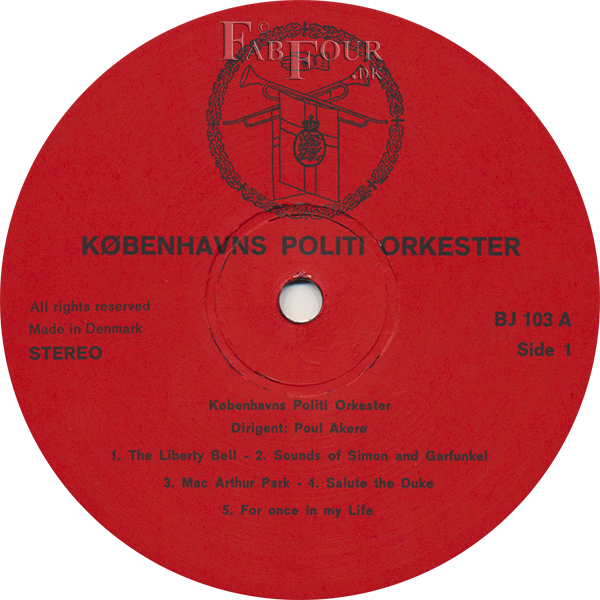 © FAB FOUR .DK
KØBENHAVNS POLITI ORKESTER
All rights reserved
Made in Denmark
STEREO
BJ 103 A
Side 1
Københavns Politi Orkester
Dirigent: Poul Akerø
1. The Liberty Bell - 2. Sounds of Simon and Garfunkel
3. Mac Arthur Park - 4. Salute the Duke
5. For once in my Life